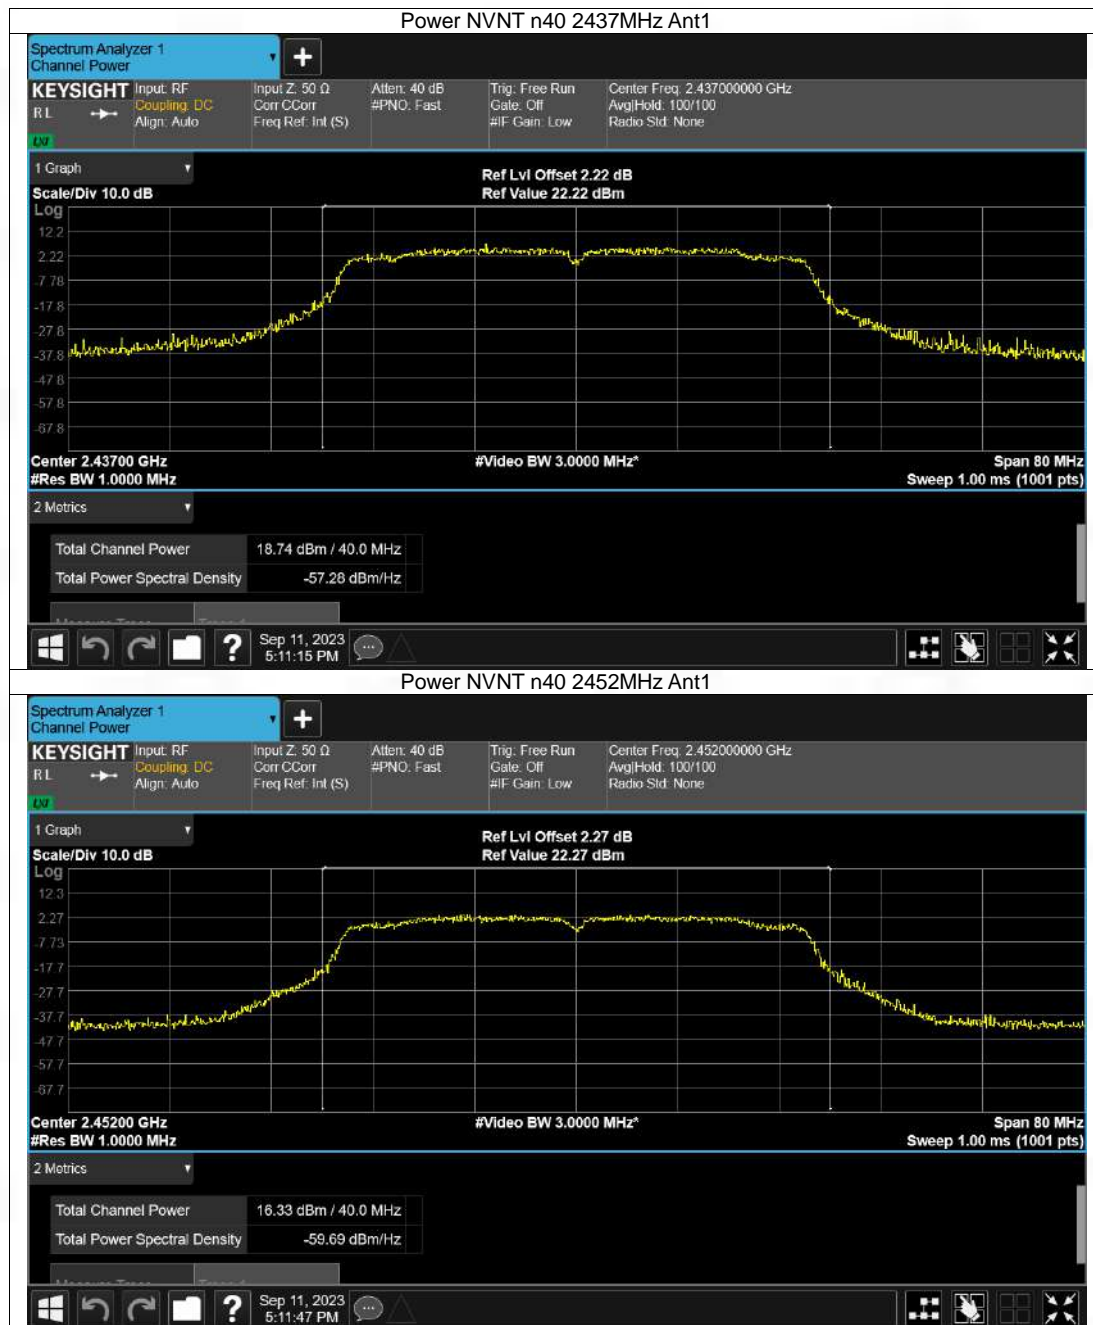 Power NVNT n40 2437MHz Ant1
Spectrum Analyzer 1
Channel Power
KEYSIGHT Input: RF Input Z: 50 Ω Atten: 40 dB Trig: Free Run Center Freq: 2.437000000 GHz
Coupling: DC Corr CCorr #PNO: Fast Gate: Off Avg|Hold: 100/100
R L Align: Auto Freq Ref: Int (S) #IF Gain: Low Radio Std: None
LXI
1 Graph
Ref Lvl Offset 2.22 dB
Scale/Div 10.0 dB Ref Value 22.22 dBm
Log
12.2
2.22
-7.78
-17.8
-27.8
-37.8
-47.8
-57.8
-67.8
Center 2.43700 GHz #Video BW 3.0000 MHz* Span 80 MHz
#Res BW 1.0000 MHz Sweep 1.00 ms (1001 pts)
2 Metrics
Total Channel Power 18.74 dBm / 40.0 MHz
Total Power Spectral Density -57.28 dBm/Hz
Sep 11, 2023
5:11:15 PM
Power NVNT n40 2452MHz Ant1
Spectrum Analyzer 1
Channel Power
KEYSIGHT Input: RF Input Z: 50 Ω Atten: 40 dB Trig: Free Run Center Freq: 2.452000000 GHz
Coupling: DC Corr CCorr #PNO: Fast Gate: Off Avg|Hold: 100/100
R L Align: Auto Freq Ref: Int (S) #IF Gain: Low Radio Std: None
LXI
1 Graph
Ref Lvl Offset 2.27 dB
Scale/Div 10.0 dB Ref Value 22.27 dBm
Log
12.3
2.27
-7.73
-17.7
-27.7
-37.7
-47.7
-57.7
-67.7
Center 2.45200 GHz #Video BW 3.0000 MHz* Span 80 MHz
#Res BW 1.0000 MHz Sweep 1.00 ms (1001 pts)
2 Metrics
Total Channel Power 16.33 dBm / 40.0 MHz
Total Power Spectral Density -59.69 dBm/Hz
Sep 11, 2023
5:11:47 PM